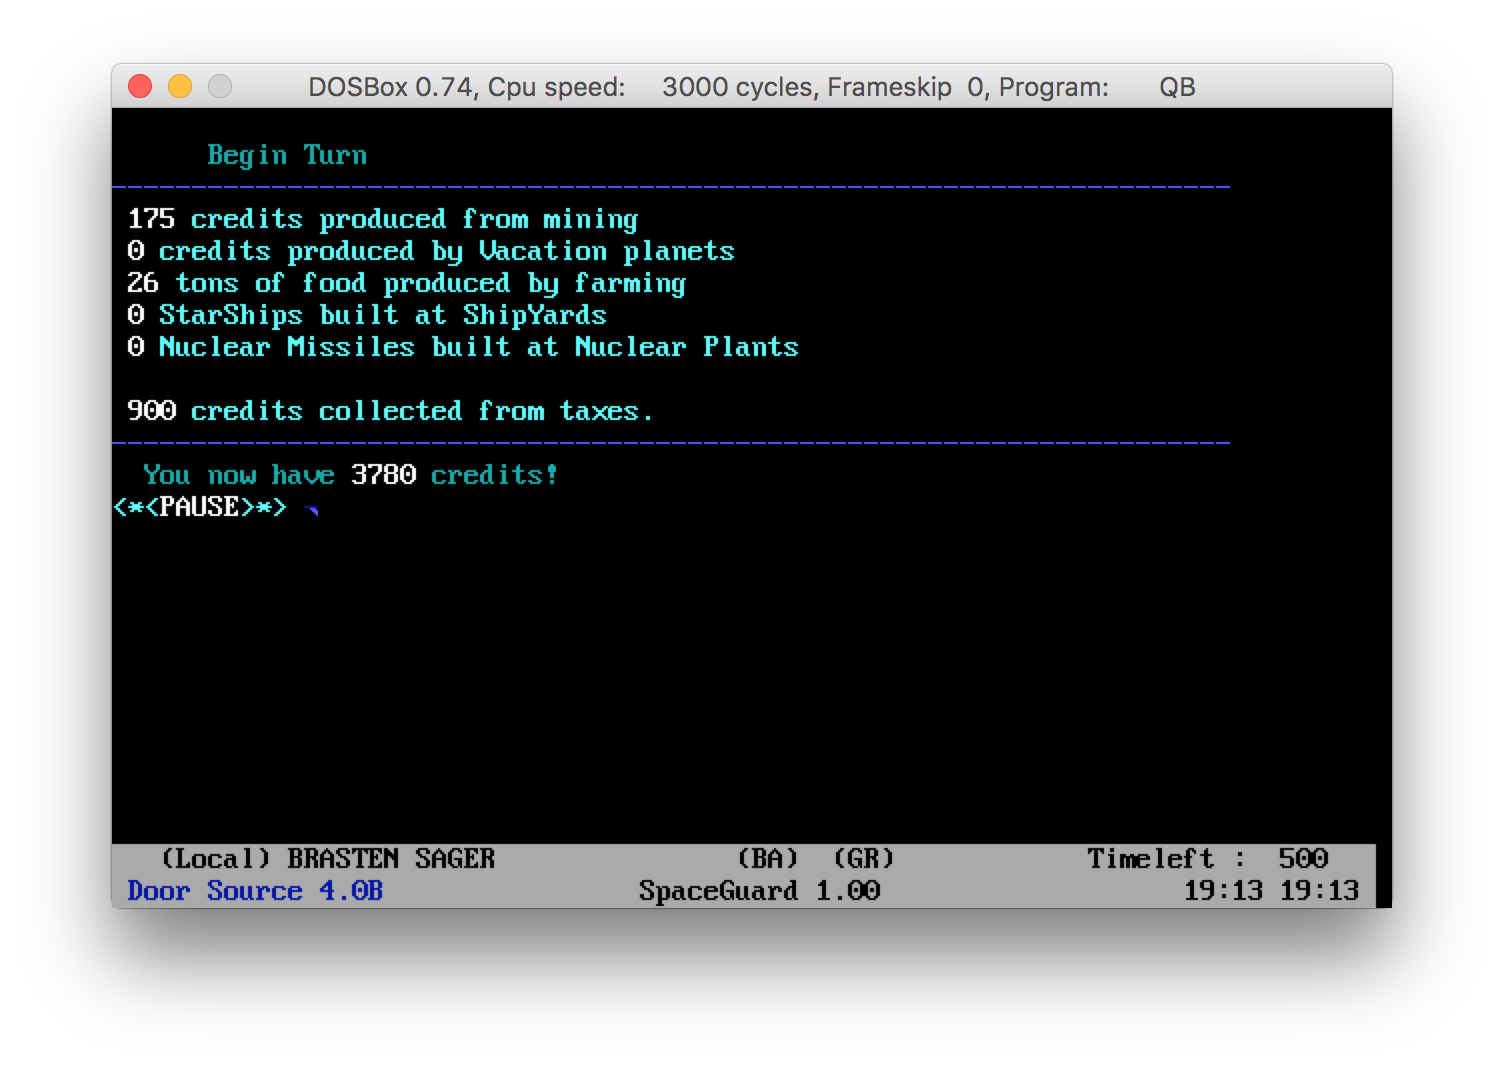 DOSBox 0.74, Cpu speed: 3000 cycles, Frameskip 0, Program: QB
Begin Turn
175 credits produced from mining
0 credits produced by Vacation planets
26 tons of food produced by farming
0 StarShips built at ShipYards
0 Nuclear Missiles built at Nuclear Plants
900 credits collected from taxes.
You now have 3780 credits!
<*<PAUSE>*>
(Local) BRASTEN SAGER (BA) (GR) Timeleft : 500
Door Source 4.0B SpaceGuard 1.00 19:13 19:13